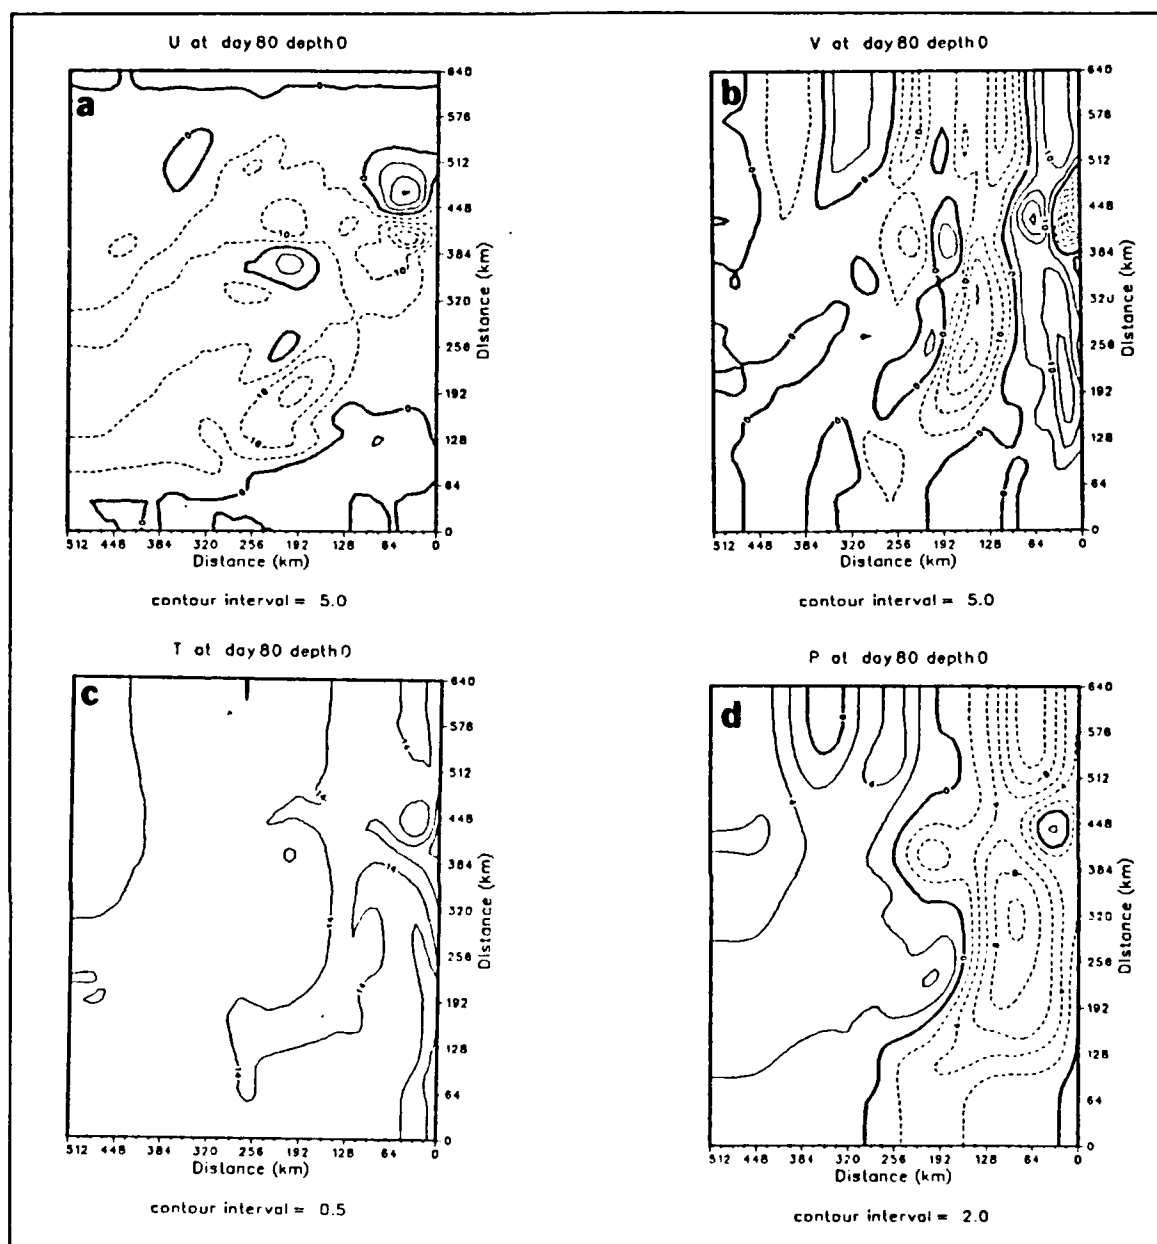 U at day 80 depth 0
a
640
578
512
448
384
320
256
192
128
64
0
Distance (km)
512 448 384 320 256 192 128 64 0
Distance (km)
contour interval = 5.0
V at day 80 depth 0
b
640
578
512
448
384
320
256
192
128
64
0
Distance (km)
512 448 384 320 256 192 128 64 0
Distance (km)
contour interval = 5.0
T at day 80 depth 0
c
640
578
512
448
384
320
256
192
128
64
0
Distance (km)
512 448 384 320 256 192 128 64 0
Distance (km)
contour interval = 0.5
P at day 80 depth 0
d
640
578
512
448
384
320
256
192
128
64
0
Distance (km)
512 448 384 320 256 192 128 64 0
Distance (km)
contour interval = 2.0